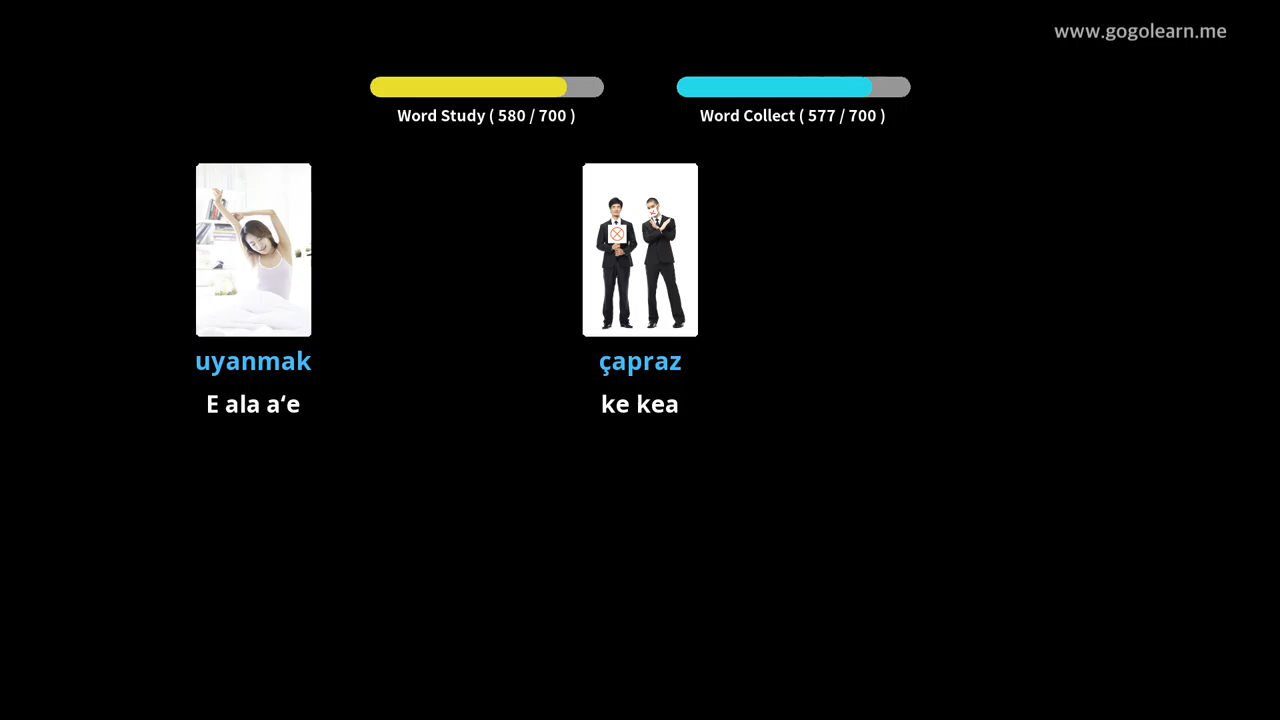 www.gogolearn.me
Word Study ( 580 / 700 )
Word Collect ( 577 / 700 )
uyanmak
E ala aʻe
çapraz
ke kea